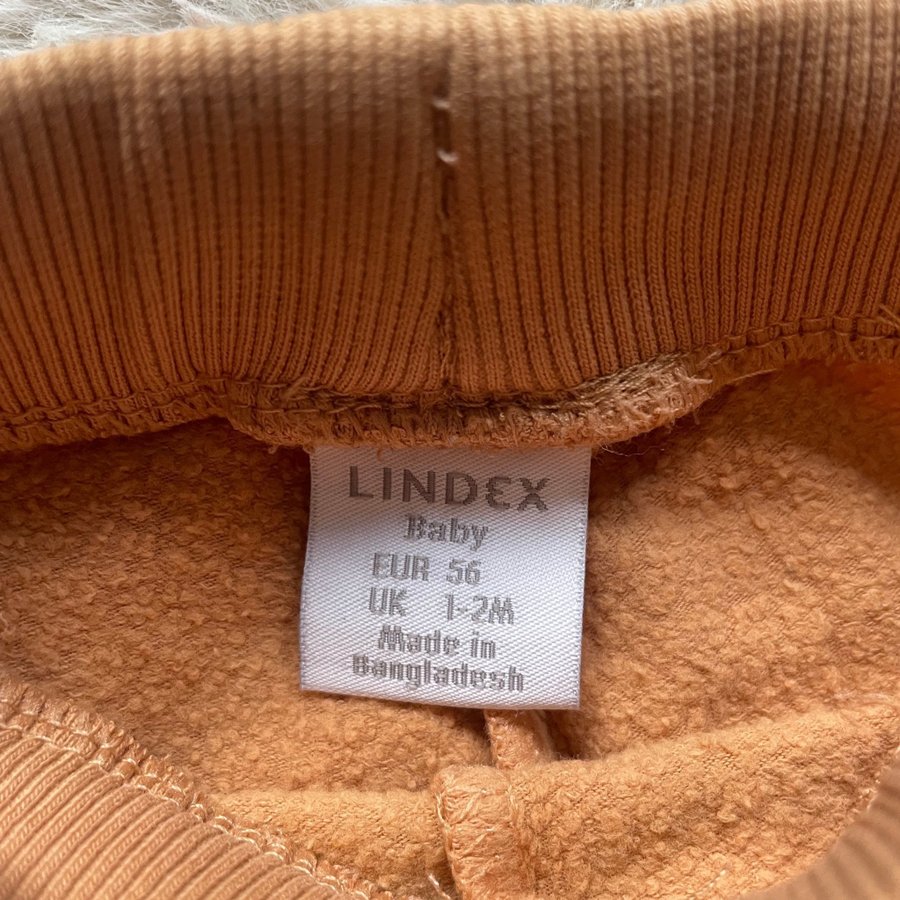 LINDEX
Baby
EUR 56
UK 1-2M
Made in
Bangladesh